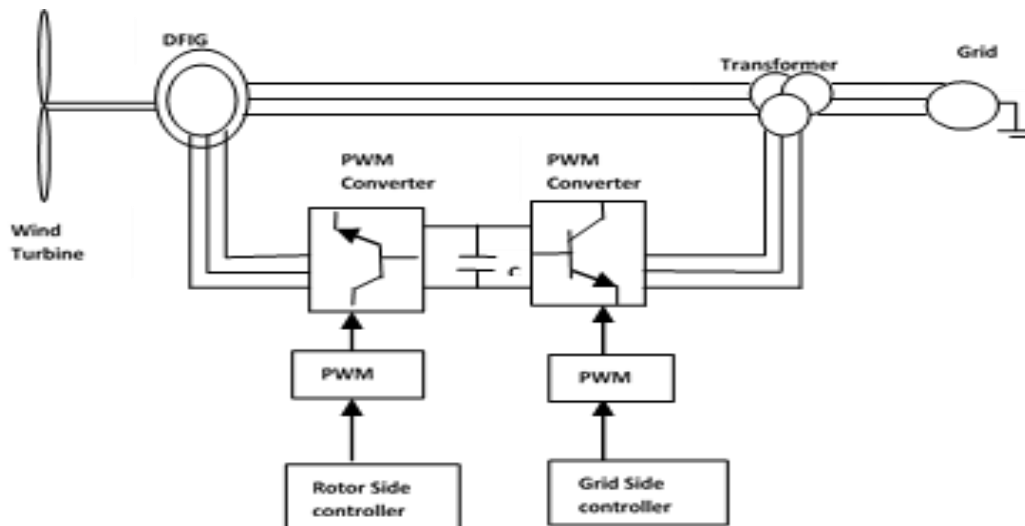 DFIG
Transformer
Grid
PWM
Converter
PWM
Converter
Wind
Turbine
C
PWM
PWM
Rotor Side
controller
Grid Side
controller